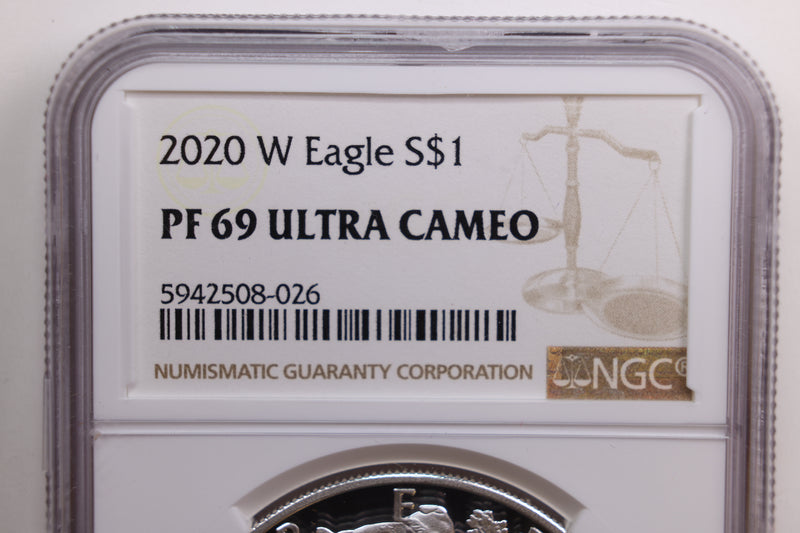 2020 W Eagle S$1
PF 69 ULTRA CAMEO
5942508-026
NUMISMATIC GUARANTY CORPORATION
NGC®
E